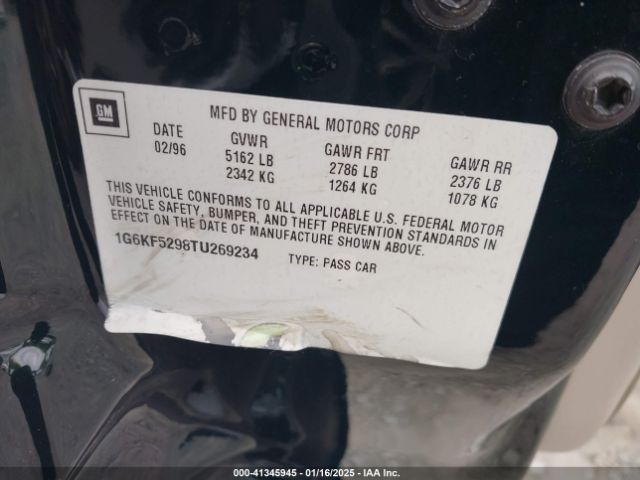 GM
MFD BY GENERAL MOTORS CORP
DATE GVWR GAWR FRT GAWR RR
02/96 5162 LB 2786 LB 2376 LB
2342 KG 1264 KG 1078 KG
THIS VEHICLE CONFORMS TO ALL APPLICABLE U.S. FEDERAL MOTOR
VEHICLE SAFETY, BUMPER, AND THEFT PREVENTION STANDARDS IN
EFFECT ON THE DATE OF MANUFACTURE SHOWN ABOVE.
1G6KF5298TU269234 TYPE: PASS CAR
000-41345945 - 01/16/2025 - IAA Inc.